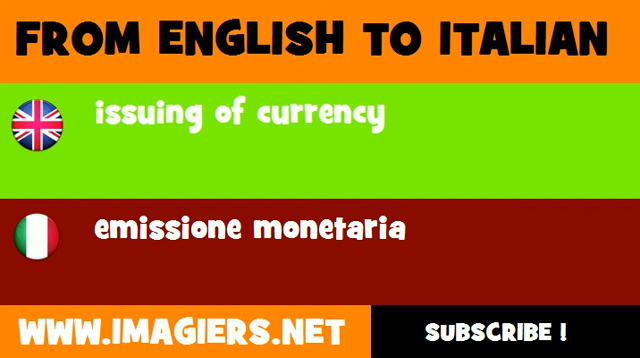 FROM ENGLISH TO ITALIAN
issuing of currency
emissione monetaria
WWW.IMAGIERS.NET
SUBSCRIBE !